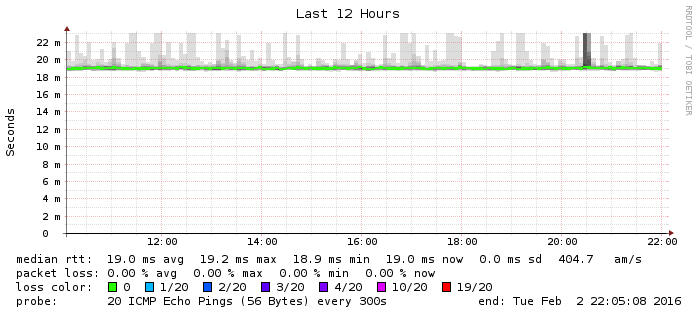 Last 12 Hours
RRDTOOL / TOBI OETIKER
Seconds
22 m
20 m
18 m
16 m
14 m
12 m
10 m
8 m
6 m
4 m
2 m
0
12:00 14:00 16:00 18:00 20:00 22:00
median rtt: 19.0 ms avg 19.2 ms max 18.9 ms min 19.0 ms now 0.0 ms sd 404.7 am/s
packet loss: 0.00 % avg 0.00 % max 0.00 % min 0.00 % now
loss color: 0 1/20 2/20 3/20 4/20 10/20 19/20
probe: 20 ICMP Echo Pings (56 Bytes) every 300s end: Tue Feb 2 22:05:08 2016